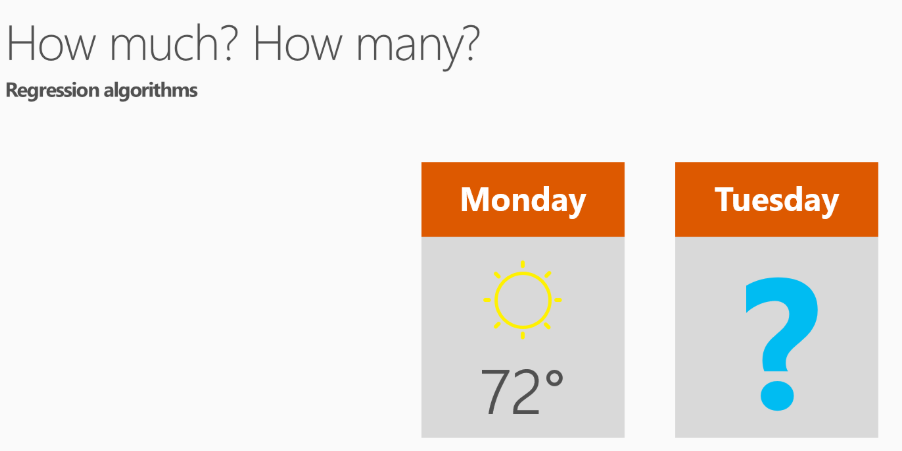 How much? How many?
Regression algorithms
Monday
Tuesday
72°
?